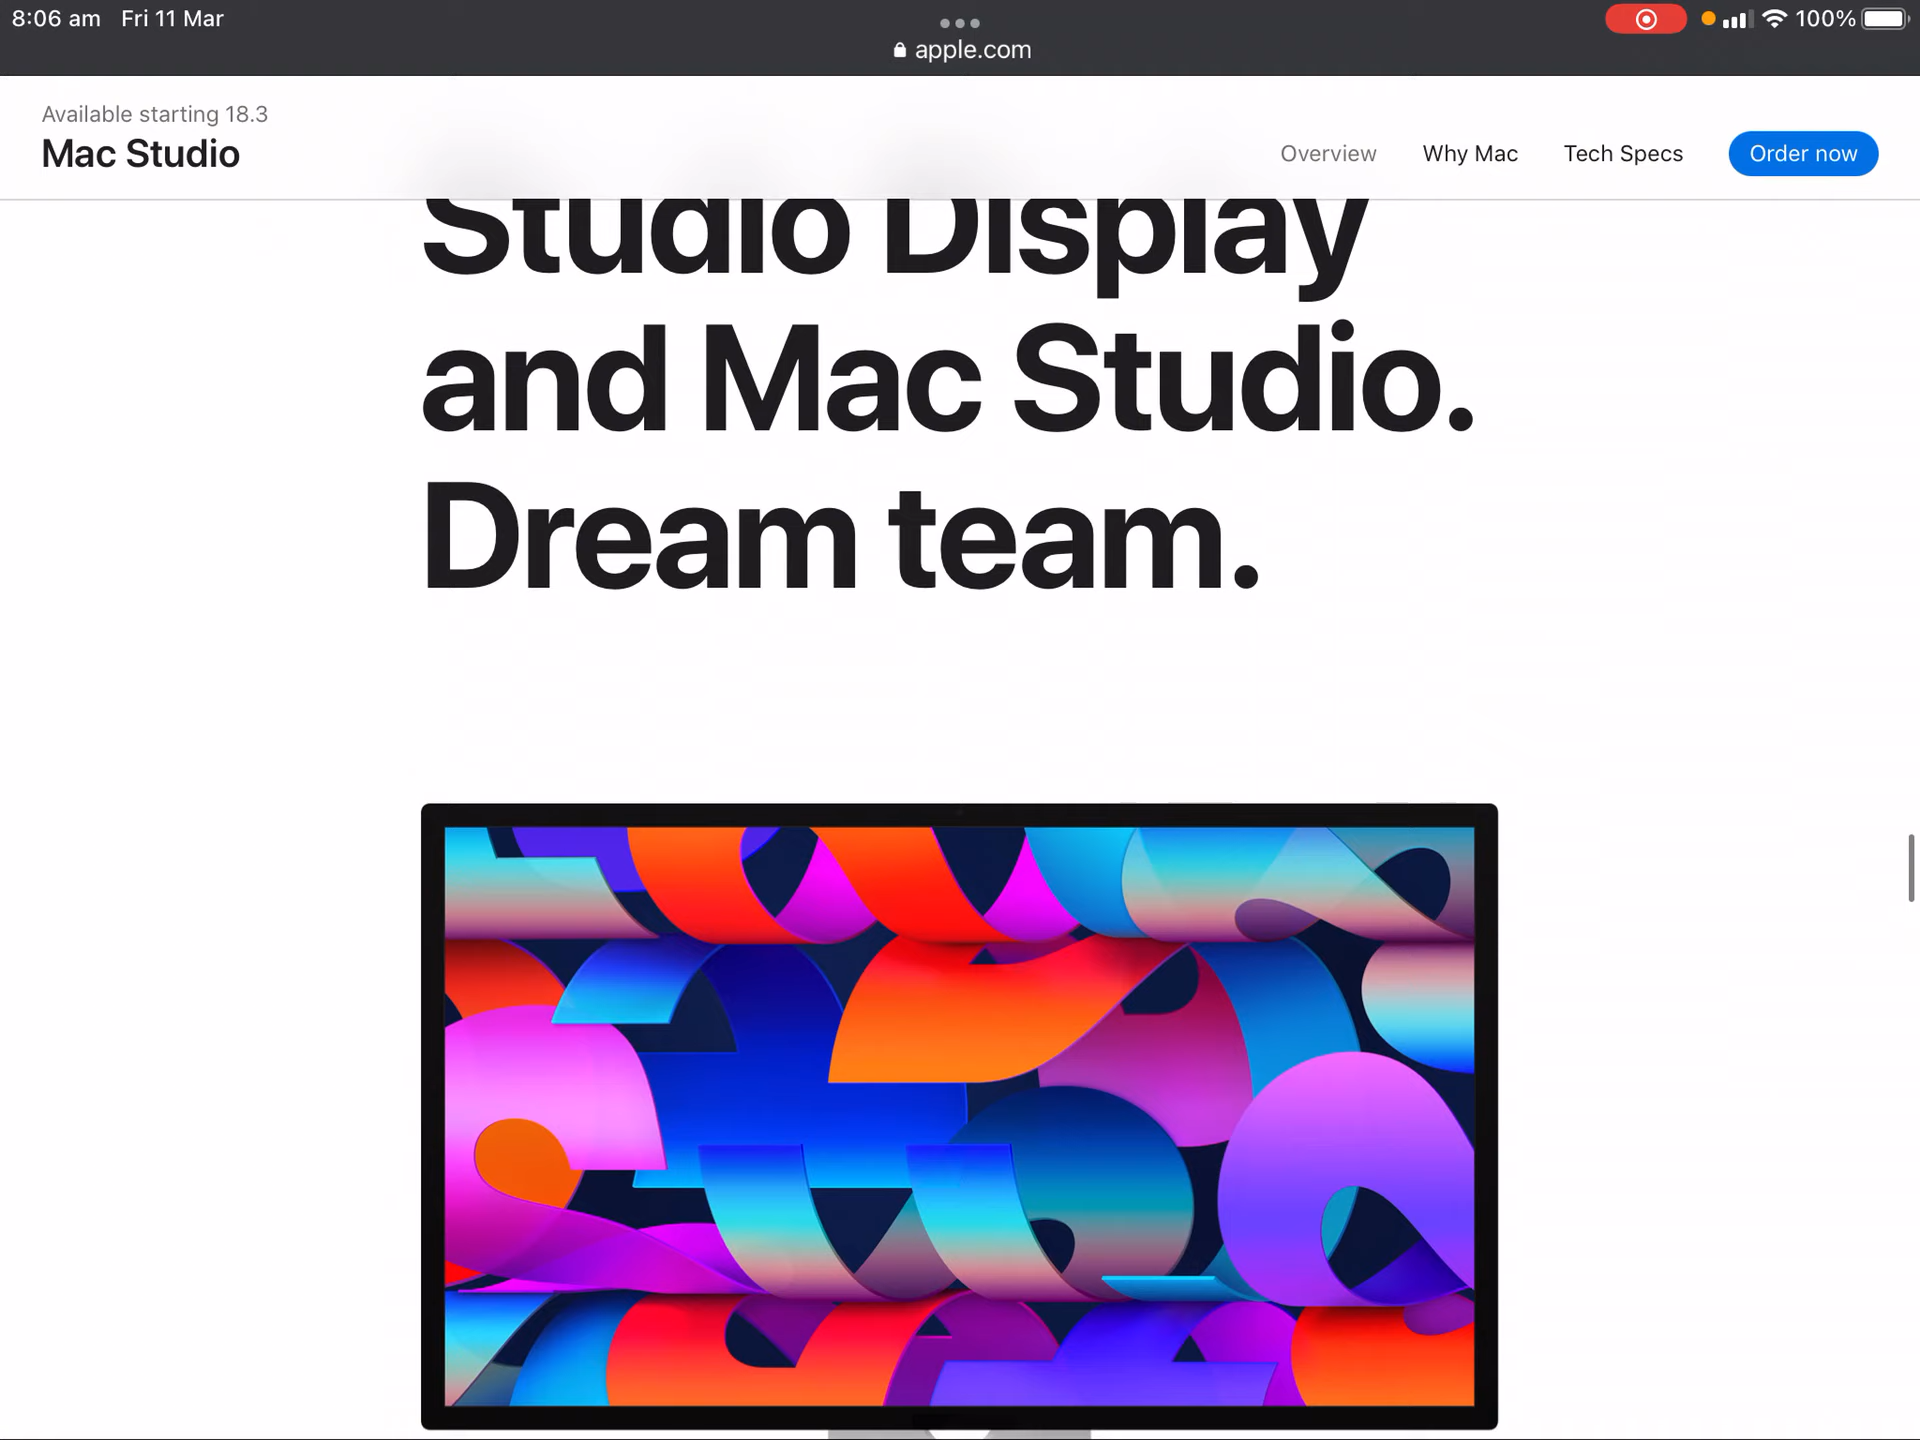 8:06 am Fri 11 Mar
100%
apple.com
Available starting 18.3
Mac Studio
Overview
Why Mac
Tech Specs
Order now
Studio Display
and Mac Studio.
Dream team.